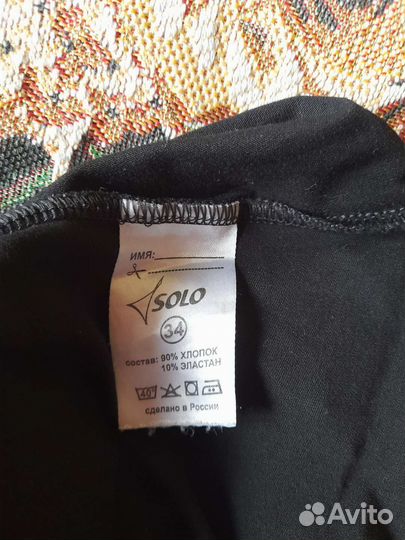 ИМЯ:
SOLO
34
состав: 90% ХЛОПОК
10% ЭЛАСТАН
40°
сделано в России
Avito